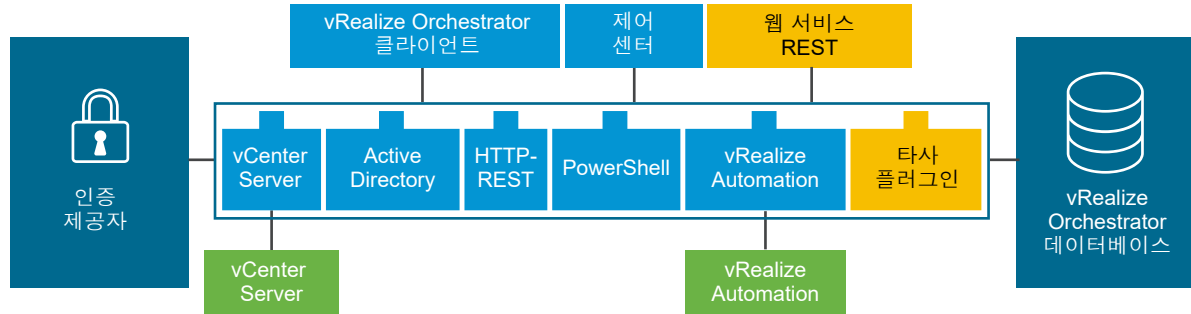 vRealize Orchestrator
클라이언트
제어
센터
웹 서비스
REST
인증
제공자
vCenter
Server
Active
Directory
HTTP-
REST
PowerShell
vRealize
Automation
타사
플러그인
vRealize
Orchestrator
데이터베이스
vCenter
Server
vRealize
Automation